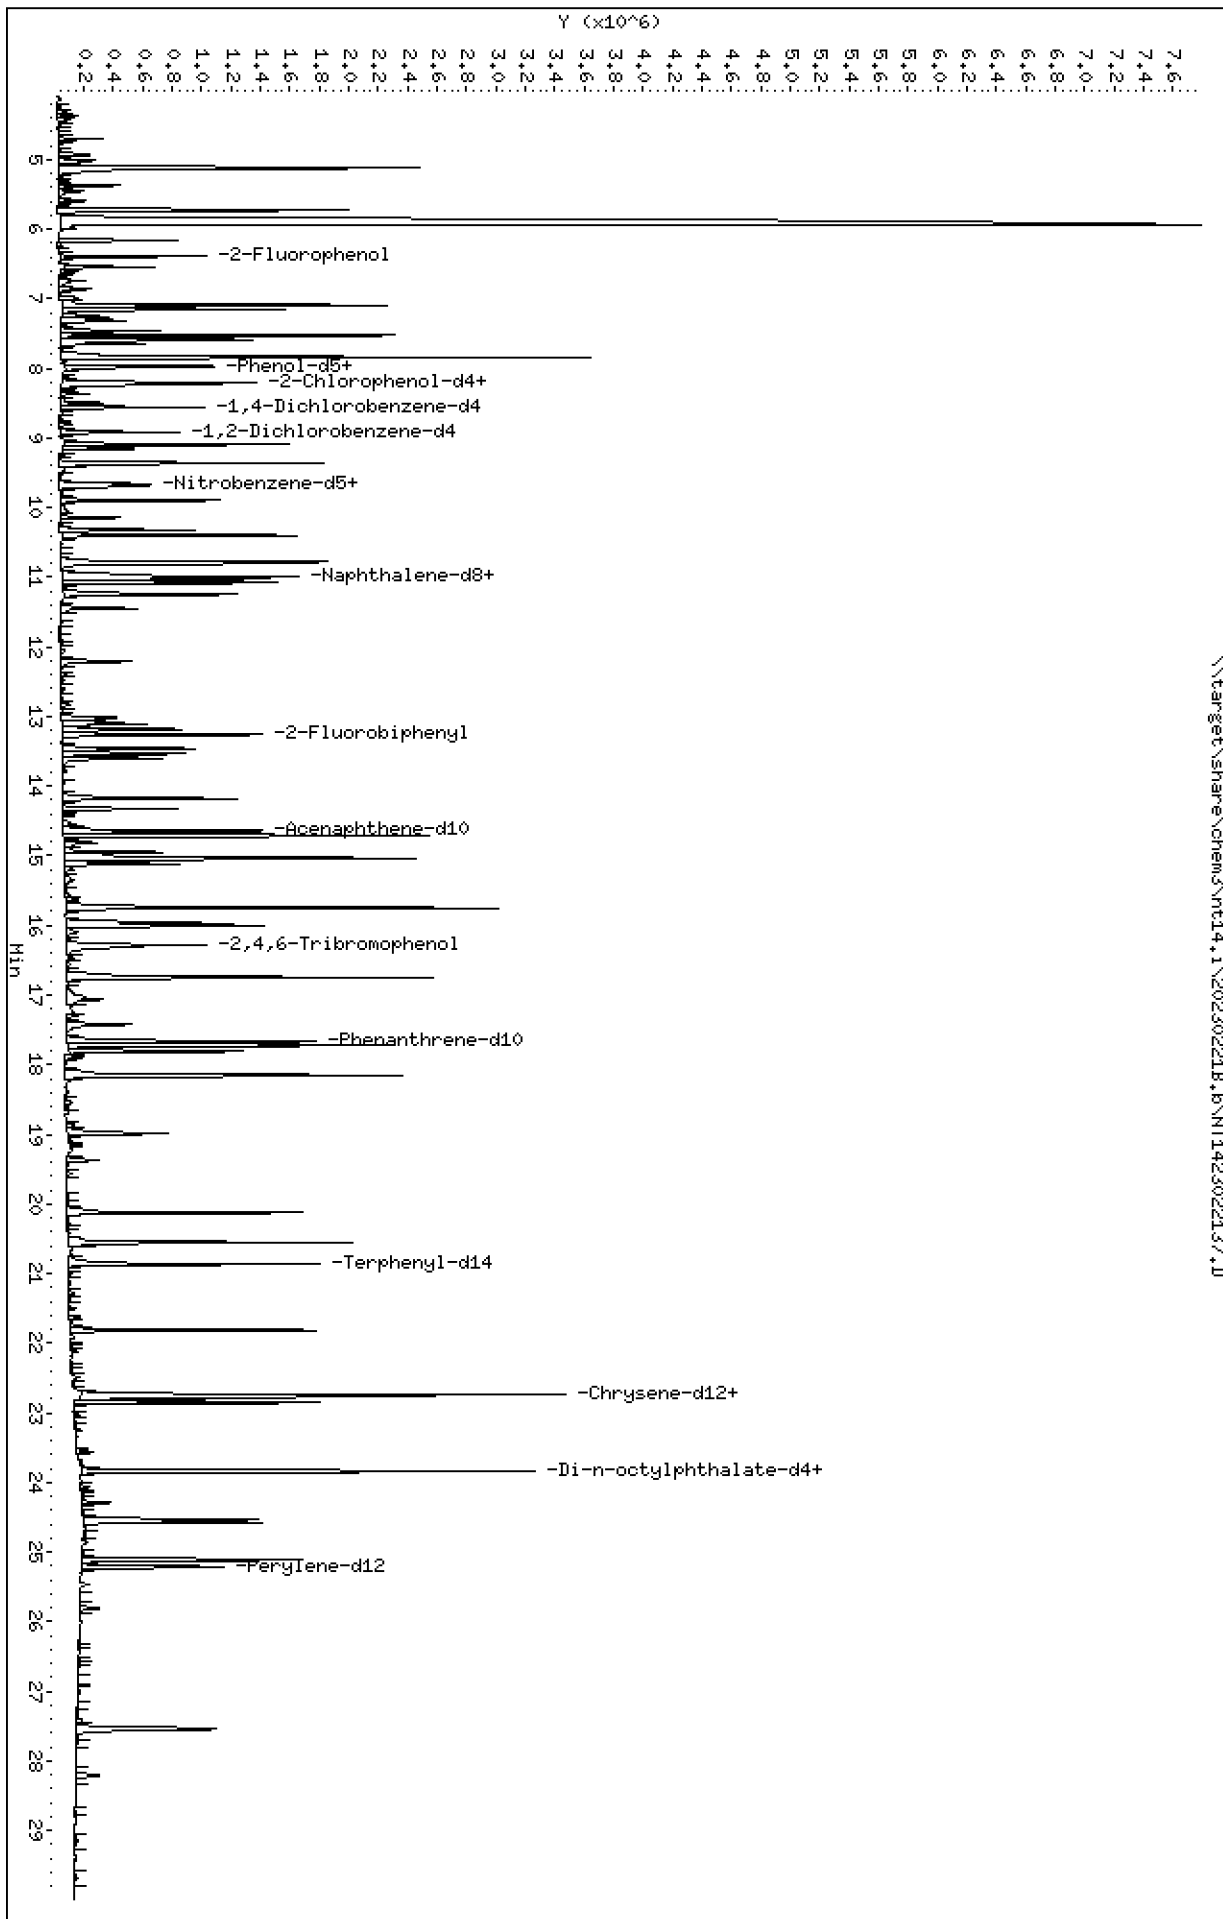 \\target\share\chem3\nt14.i\20230221B.b\NT1423022137.D
Y (x10^6)
7.6
7.4
7.2
7.0
6.8
6.6
6.4
6.2
6.0
5.8
5.6
5.4
5.2
5.0
4.8
4.6
4.4
4.2
4.0
3.8
3.6
3.4
3.2
3.0
2.8
2.6
2.4
2.2
2.0
1.8
1.6
1.4
1.2
1.0
0.8
0.6
0.4
0.2
-2-Fluorophenol
-Phenol-d5+
-2-Chlorophenol-d4+
-1,4-Dichlorobenzene-d4
-1,2-Dichlorobenzene-d4
-Nitrobenzene-d5+
-Naphthalene-d8+
-2-Fluorobiphenyl
-Acenaphthene-d10
-2,4,6-Tribromophenol
-Phenanthrene-d10
-Terphenyl-d14
-Chrysene-d12+
-Di-n-octylphthalate-d4+
-Perylene-d12
5 6 7 8 9 10 11 12 13 14 15 16 17 18 19 20 21 22 23 24 25 26 27 28 29
Min